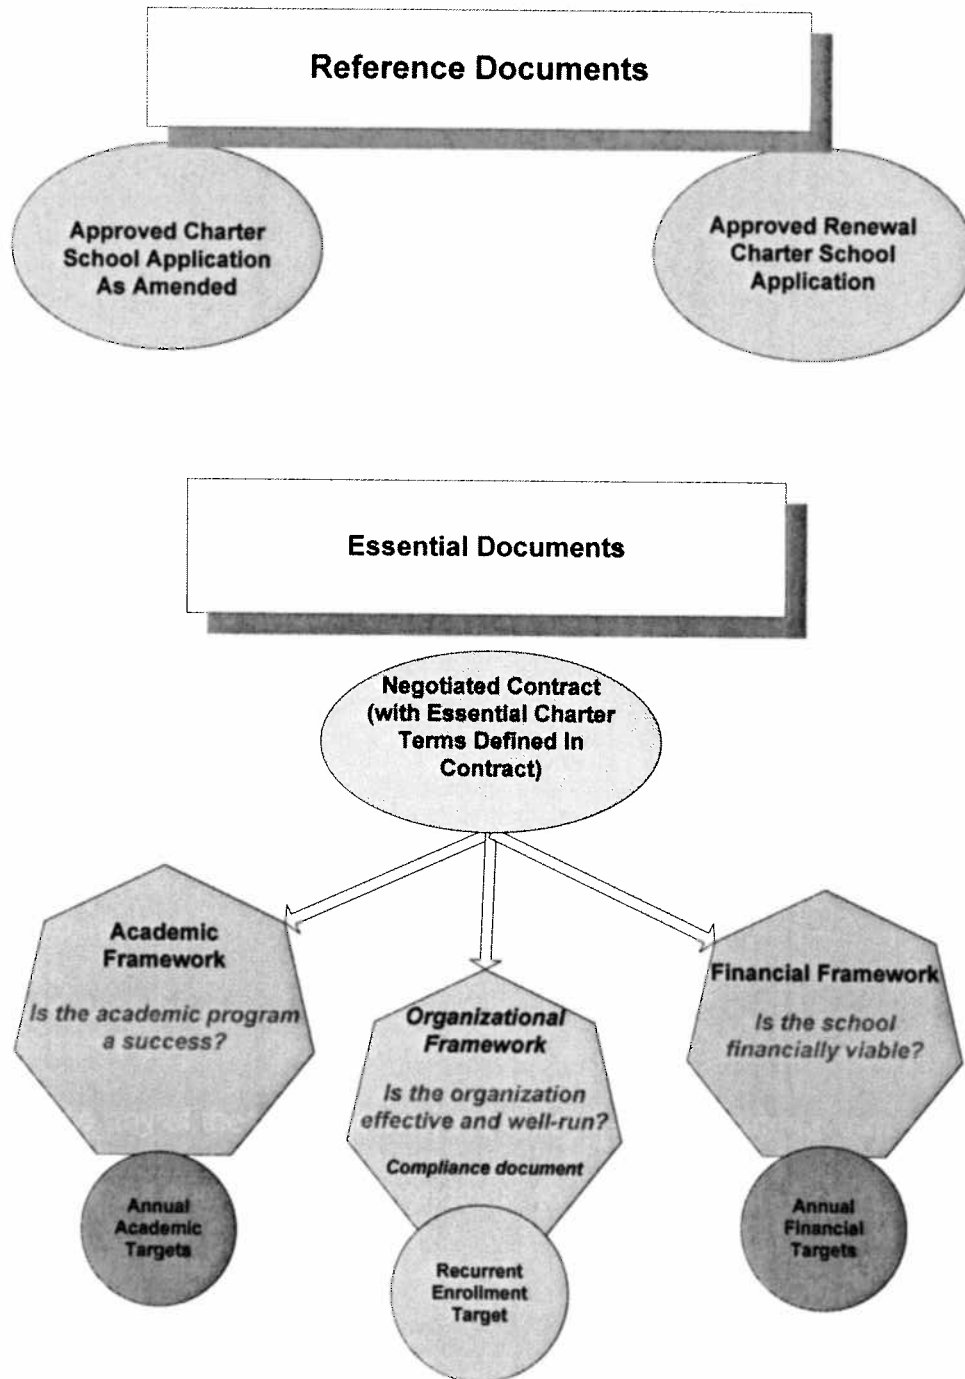 Reference Documents
Approved Charter
School Application
As Amended
Approved Renewal
Charter School
Application
Essential Documents
Negotiated Contract
(with Essential Charter
Terms Defined In
Contract)
Academic
Framework
Is the academic program
a success?
Organizational
Framework
Is the organization
effective and well-run?
Compliance document
Financial Framework
Is the school
financially viable?
Annual
Academic
Targets
Recurrent
Enrollment
Target
Annual
Financial
Targets